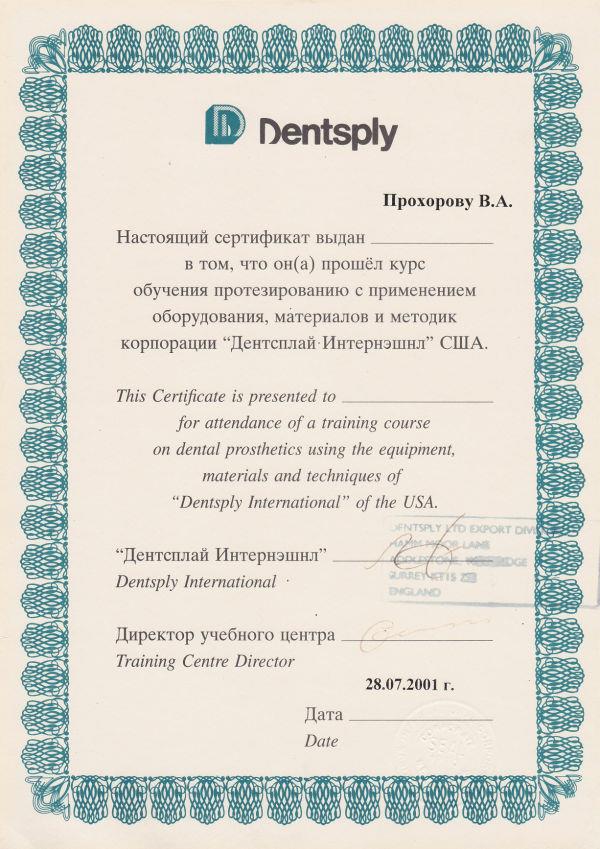 Dentsply
Прохорову В.А.
Настоящий сертификат выдан
в том, что он(а) прошёл курс
обучения протезированию с применением
оборудования, материалов и методик
корпорации “Дентсплай Интернэшнл” США.
This Certificate is presented to
for attendance of a training course
on dental prosthetics using the equipment,
materials and techniques of
“Dentsply International” of the USA.
DENTSPLY LTD EXPORT
LANE
“Дентсплай Интернэшнл”
Dentsply International
SURREY KT15
ENGLAND
Директор учебного центра
Training Centre Director
28.07.2001 г.
Дата
Date